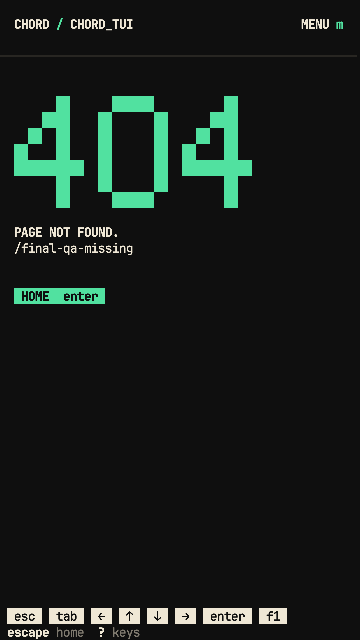 CHORD / CHORD_TUI MENU m
404
PAGE NOT FOUND.
/final-qa-missing
HOME enter
esc tab ← ↑ ↓ → enter f1
escape home ? keys